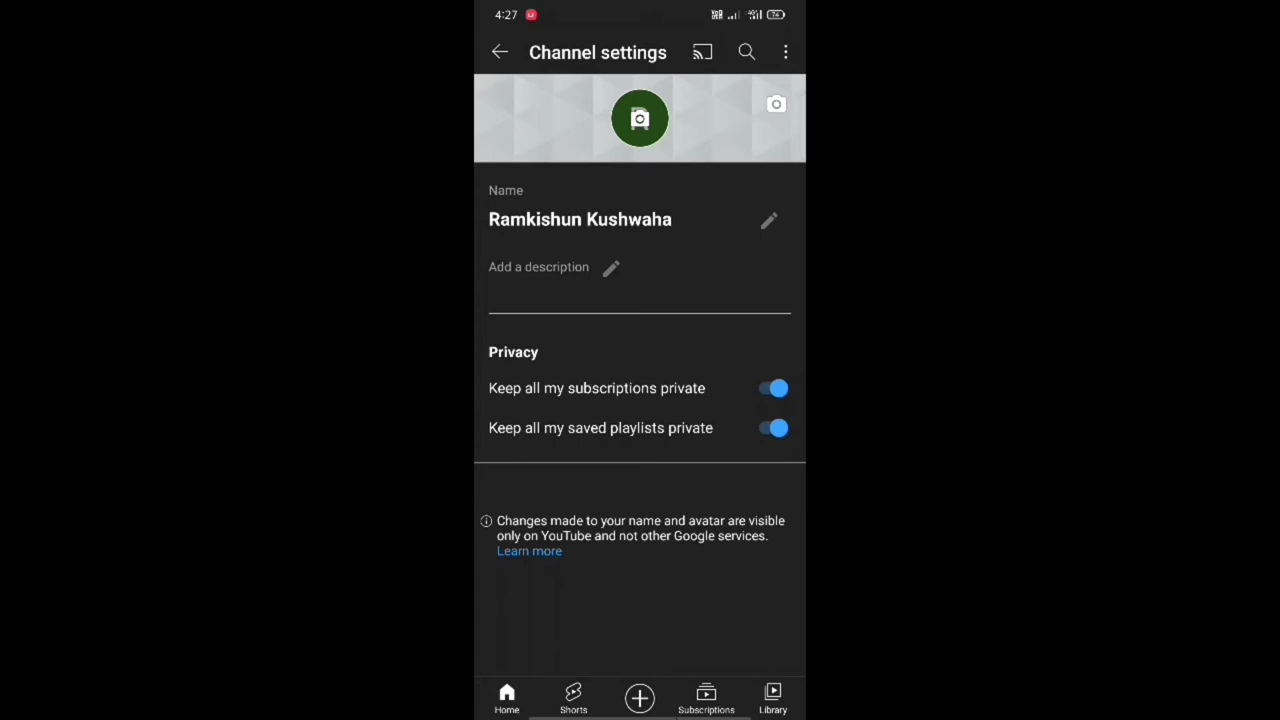 4:27
74
Channel settings
Name
Ramkishun Kushwaha
Add a description
Privacy
Keep all my subscriptions private
Keep all my saved playlists private
Changes made to your name and avatar are visible
only on YouTube and not other Google services.
Learn more
Home Shorts Subscriptions Library